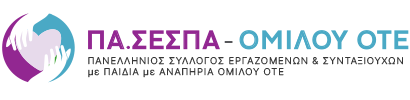 ΠΑ.ΣΕΣΠΑ – ΟΜΙΛΟΥ ΟΤΕ
ΠΑΝΕΛΛΗΝΙΟΣ ΣΥΛΛΟΓΟΣ ΕΡΓΑΖΟΜΕΝΩΝ & ΣΥΝΤΑΞΙΟΥΧΩΝ
με ΠΑΙΔΙΑ με ΑΝΑΠΗΡΙΑ ΟΜΙΛΟΥ ΟΤΕ